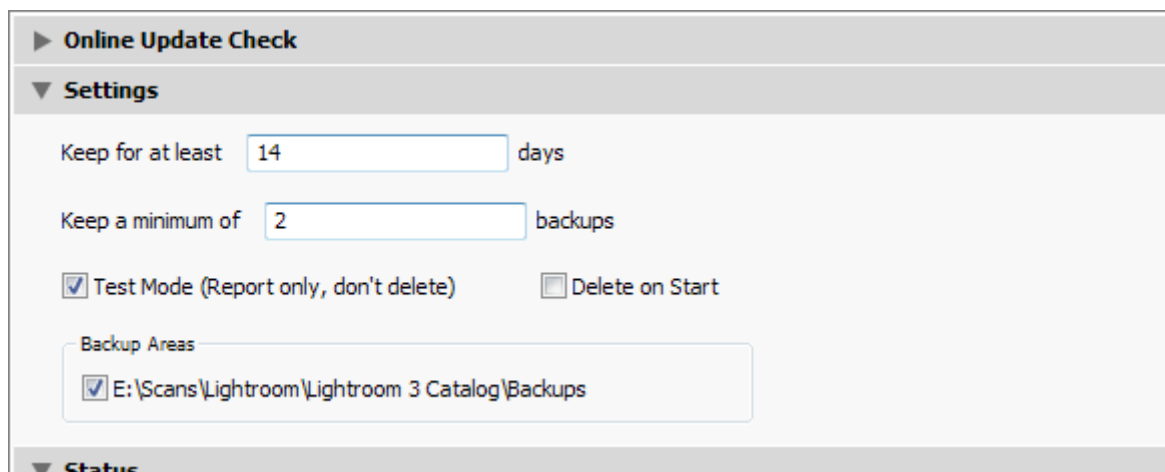 Online Update Check
Settings
Keep for at least 14 days
Keep a minimum of 2 backups
Test Mode (Report only, don't delete) Delete on Start
Backup Areas
E:\Scans\Lightroom\Lightroom 3 Catalog\Backups
Status